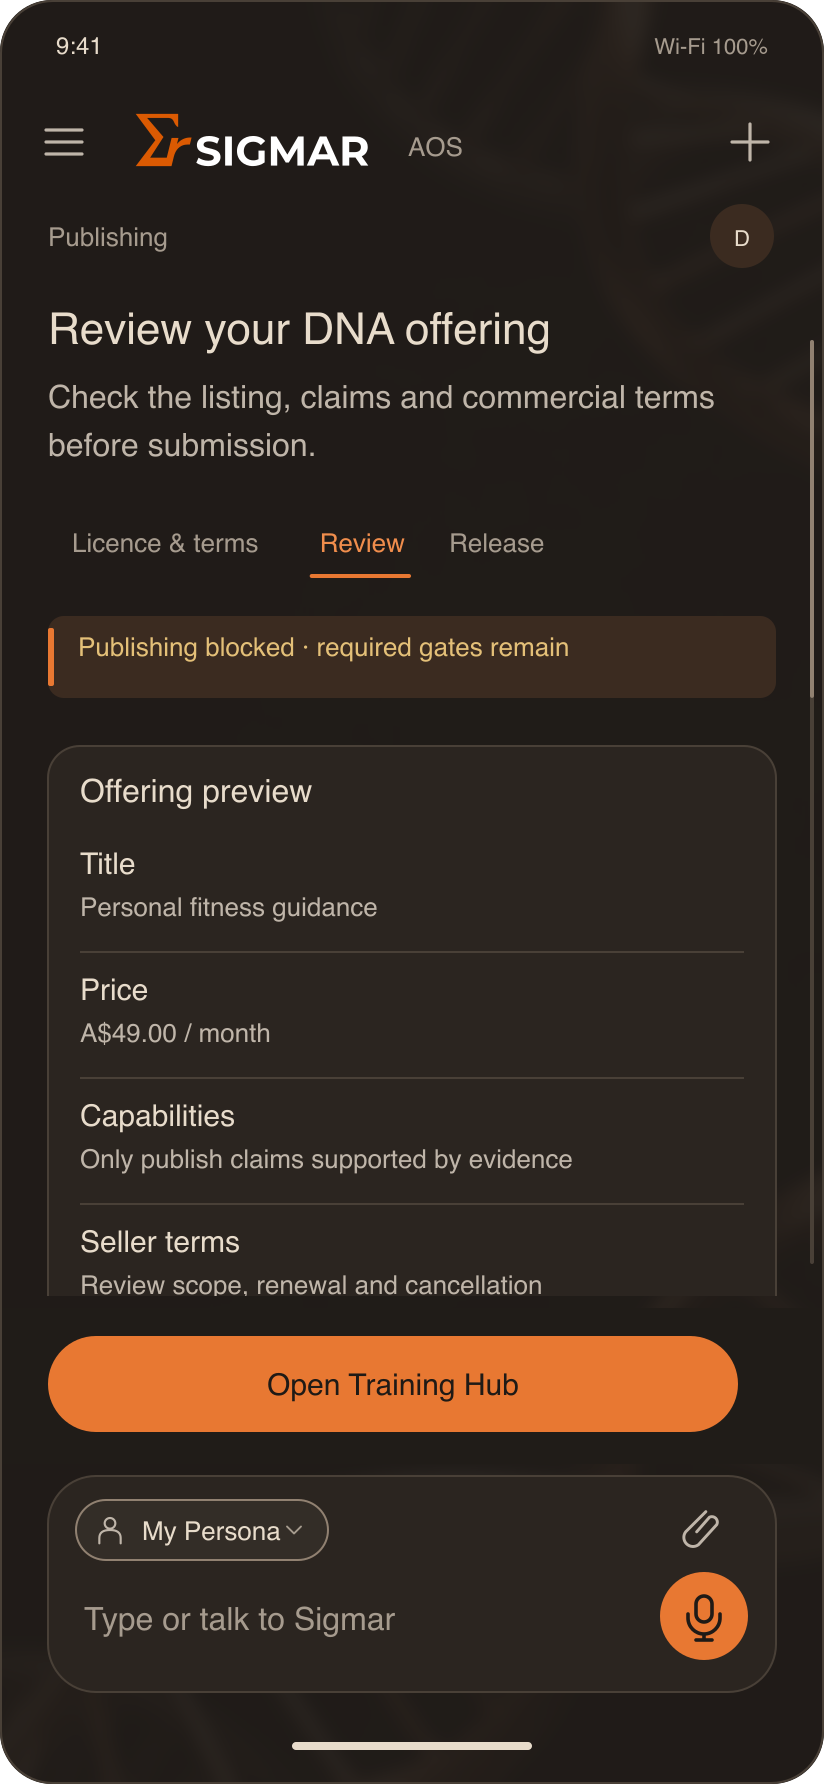 9:41
Wi-Fi 100%
Σr SIGMAR
AOS
Publishing
D
Review your DNA offering
Check the listing, claims and commercial terms
before submission.
Licence & terms
Review
Release
Publishing blocked · required gates remain
Offering preview
Title
Personal fitness guidance
Price
A$49.00 / month
Capabilities
Only publish claims supported by evidence
Seller terms
Review scope, renewal and cancellation
Open Training Hub
My Persona
Type or talk to Sigmar